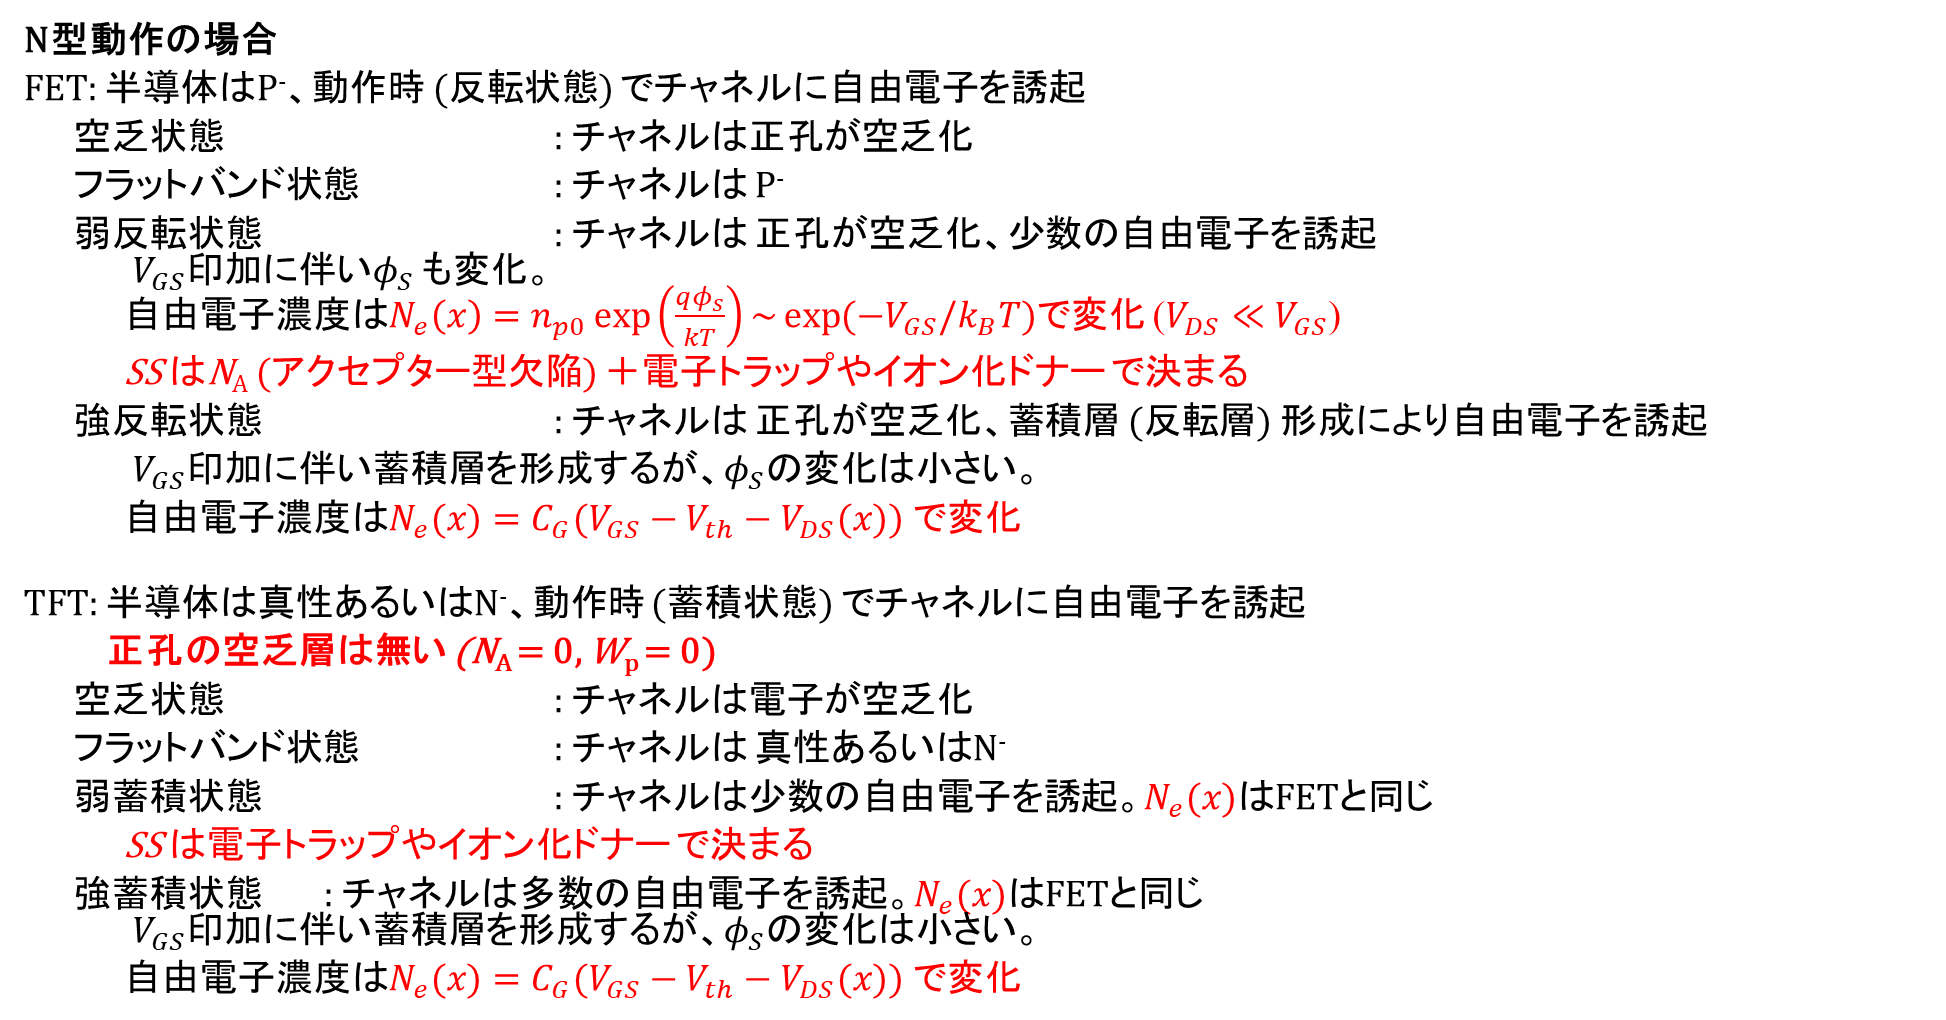 N型動作の場合
FET: 半導体はP-、動作時 (反転状態) でチャネルに自由電子を誘起
空乏状態 : チャネルは正孔が空乏化
フラットバンド状態 : チャネルは P-
弱反転状態 : チャネルは 正孔が空乏化、少数の自由電子を誘起
V_GS印加に伴いϕ_S も変化。
自由電子濃度はN_e(x) = n_p0 exp(qϕ_S/kT) ~ exp(−V_GS/k_BT)で変化 (V_DS ≪ V_GS)
SSはN_A (アクセプター型欠陥) ＋電子トラップやイオン化ドナーで決まる
強反転状態 : チャネルは 正孔が空乏化、蓄積層 (反転層) 形成により自由電子を誘起
V_GS印加に伴い蓄積層を形成するが、ϕ_Sの変化は小さい。
自由電子濃度はN_e(x) = C_G(V_GS − V_th − V_DS(x)) で変化
TFT: 半導体は真性あるいはN-、動作時 (蓄積状態) でチャネルに自由電子を誘起
正孔の空乏層は無い (N_A = 0, W_p = 0)
空乏状態 : チャネルは電子が空乏化
フラットバンド状態 : チャネルは 真性あるいはN-
弱蓄積状態 : チャネルは少数の自由電子を誘起。N_e(x)はFETと同じ
SSは電子トラップやイオン化ドナーで決まる
強蓄積状態 : チャネルは多数の自由電子を誘起。N_e(x)はFETと同じ
V_GS印加に伴い蓄積層を形成するが、ϕ_Sの変化は小さい。
自由電子濃度はN_e(x) = C_G(V_GS − V_th − V_DS(x)) で変化